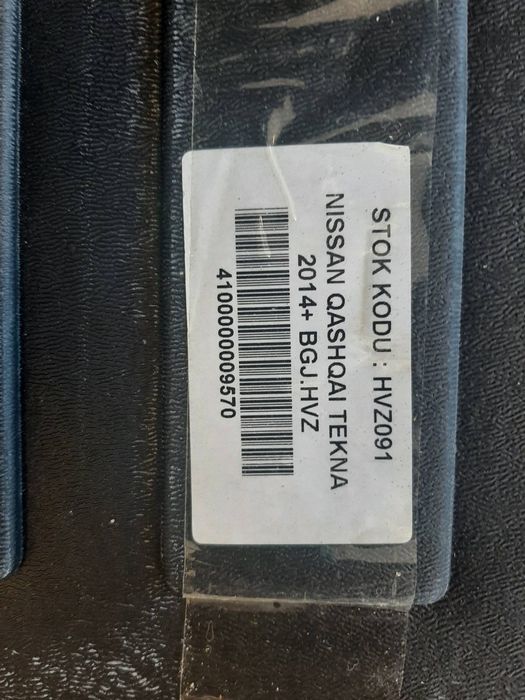 STOK KODU : HVZ091
NISSAN QASHQAI TEKNA
2014+ BGJ.HVZ
4100000009570